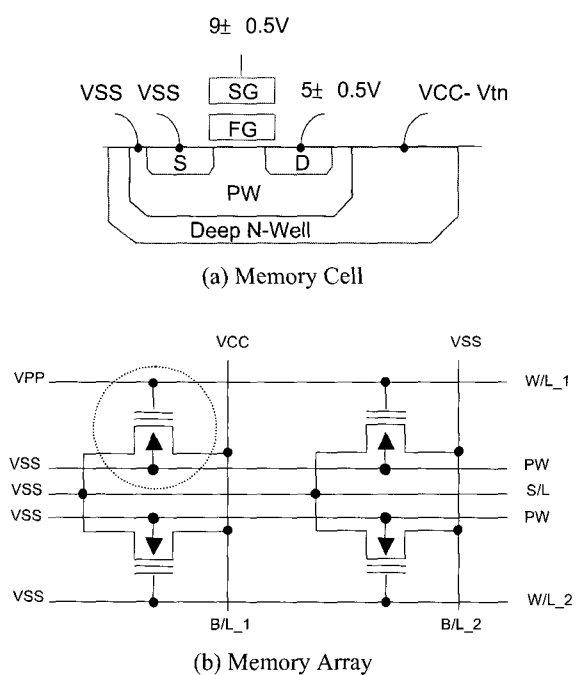 9± 0.5V
VSS VSS SG 5± 0.5V VCC- Vtn
FG
S D
PW
Deep N-Well
(a) Memory Cell
VCC VSS
VPP W/L_1
VSS PW
VSS S/L
VSS PW
VSS W/L_2
B/L_1 B/L_2
(b) Memory Array